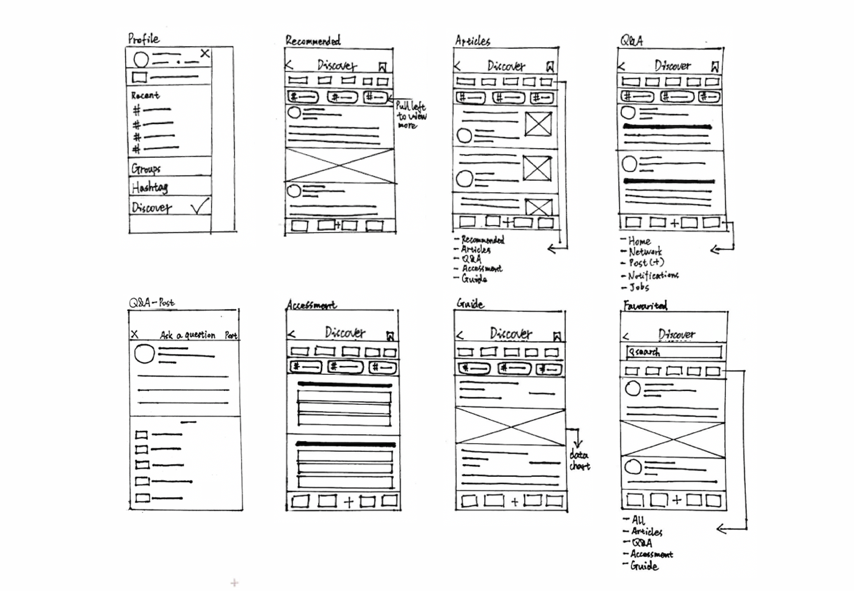 Profile
X
Recent
#
#
#
#
Groups
Hashtag
Discover
Recommended
< Discover
# # #
Pull left
to view
more
+
Articles
< Discover
# # #
+
- Recommended
- Articles
- Q&A
- Accessment
- Guide
Q&A
< Discover
# # #
+
- Home
- Network
- Post (+)
- Notifications
- Jobs
Q&A-Post
X Ask a question Post
Accessment
< Discover
# # #
+
Guide
< Discover
# # #
data
chart
+
Favourited
< Discover
search
+
- All
- Articles
- Q&A
- Accessment
- Guide